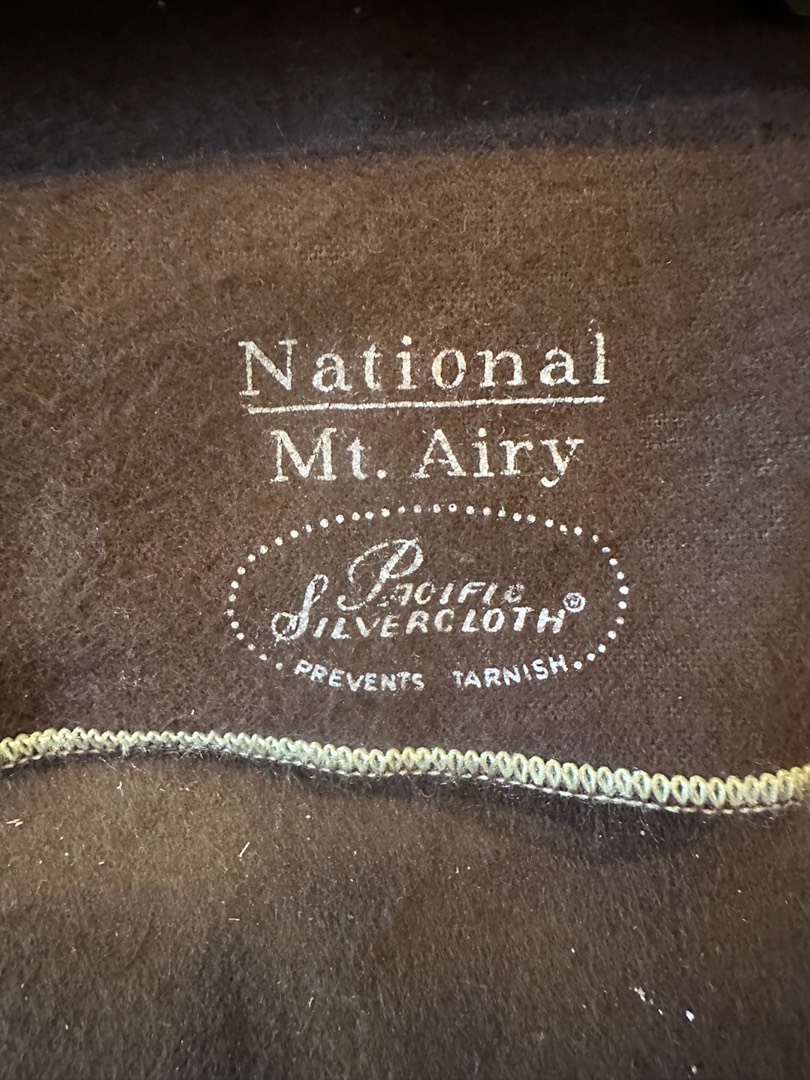 National
Mt. Airy
Pacific
Silvercloth®
PREVENTS TARNISH